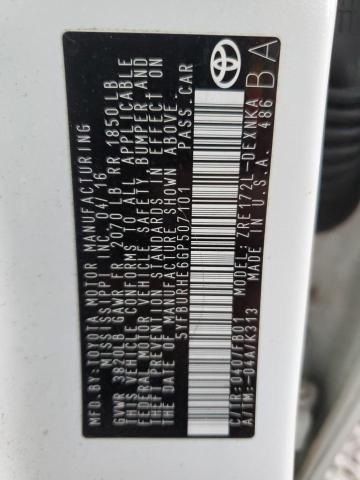 MFD.BY:TOYOTA MOTOR MANUFACTURING
MISSISSIPPI INC. 04/16
GVWR 3820LB GAWR FR 2070 LB RR 1850LB
THIS VEHICLE CONFORMS TO ALL APPLICABLE
FEDERAL MOTOR VEHICLE SAFETY, BUMPER AND
THEFT PREVENTION STANDARDS IN EFFECT ON
THE DATE OF MANUFACTURE SHOWN ABOVE.
5YFBURHE6GP507101 PASS.CAR
C/TR:040/FB01 MODEL:ZRE172L-DEXNKA
A/TM:-04A/K313 MADE IN U.S.A. 486
BA
TOYOTA